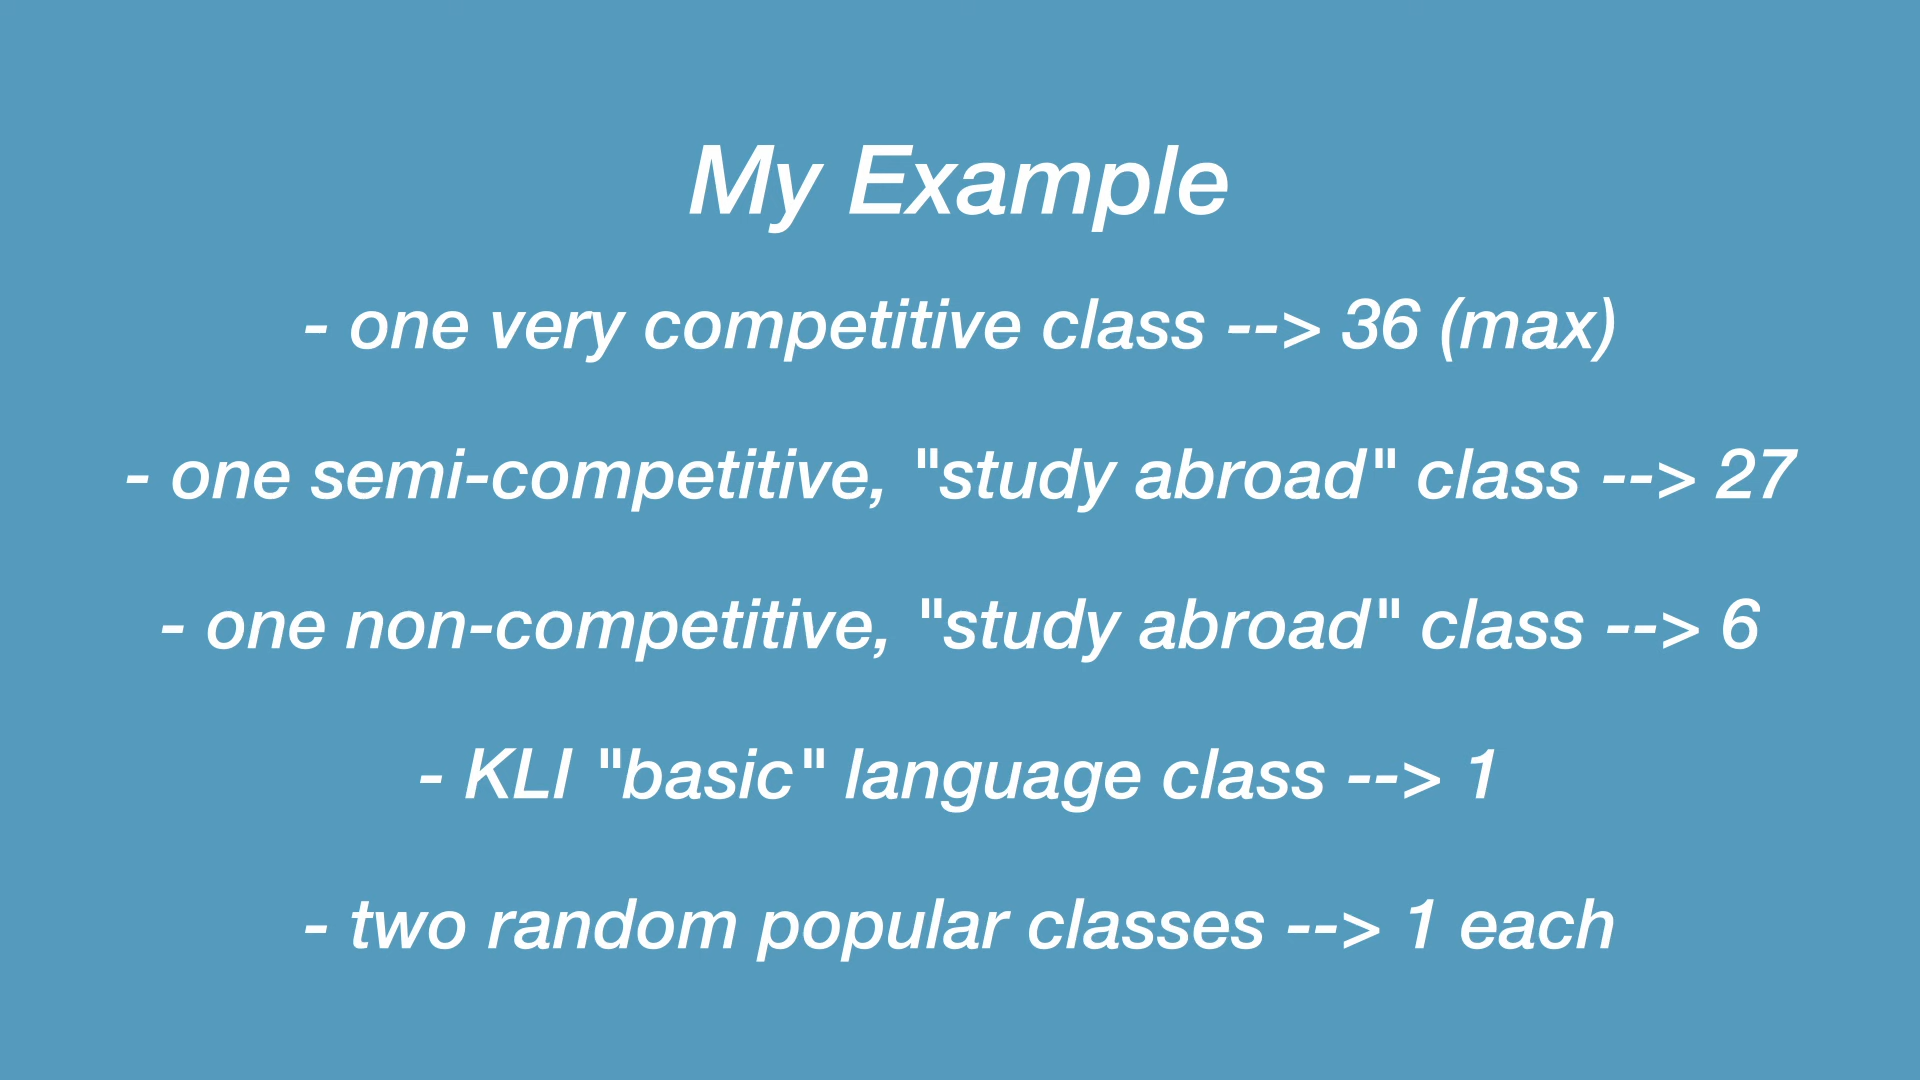 My Example
- one very competitive class --> 36 (max)
- one semi-competitive, "study abroad" class --> 27
- one non-competitive, "study abroad" class --> 6
- KLI "basic" language class --> 1
- two random popular classes --> 1 each